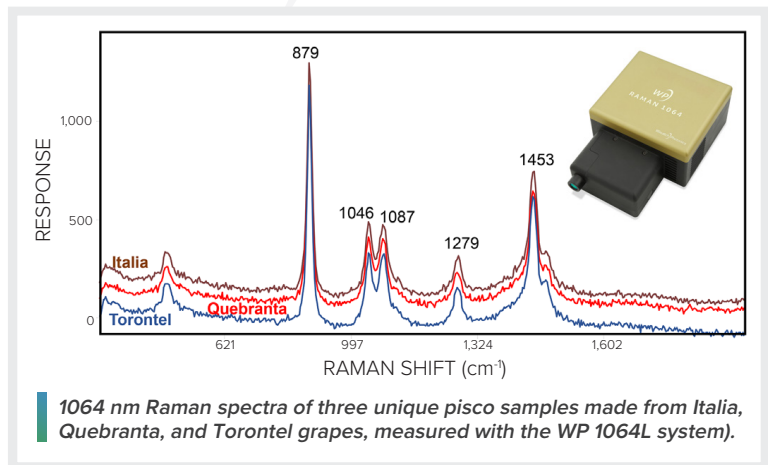 879
1,000
RESPONSE
WP
RAMAN 1064
1453
1046
1087
500
1279
Italia
Quebranta
Torontel
0
621
997
1,324
1,602
RAMAN SHIFT (cm⁻¹)
1064 nm Raman spectra of three unique pisco samples made from Italia,
Quebranta, and Torontel grapes, measured with the WP 1064L system).